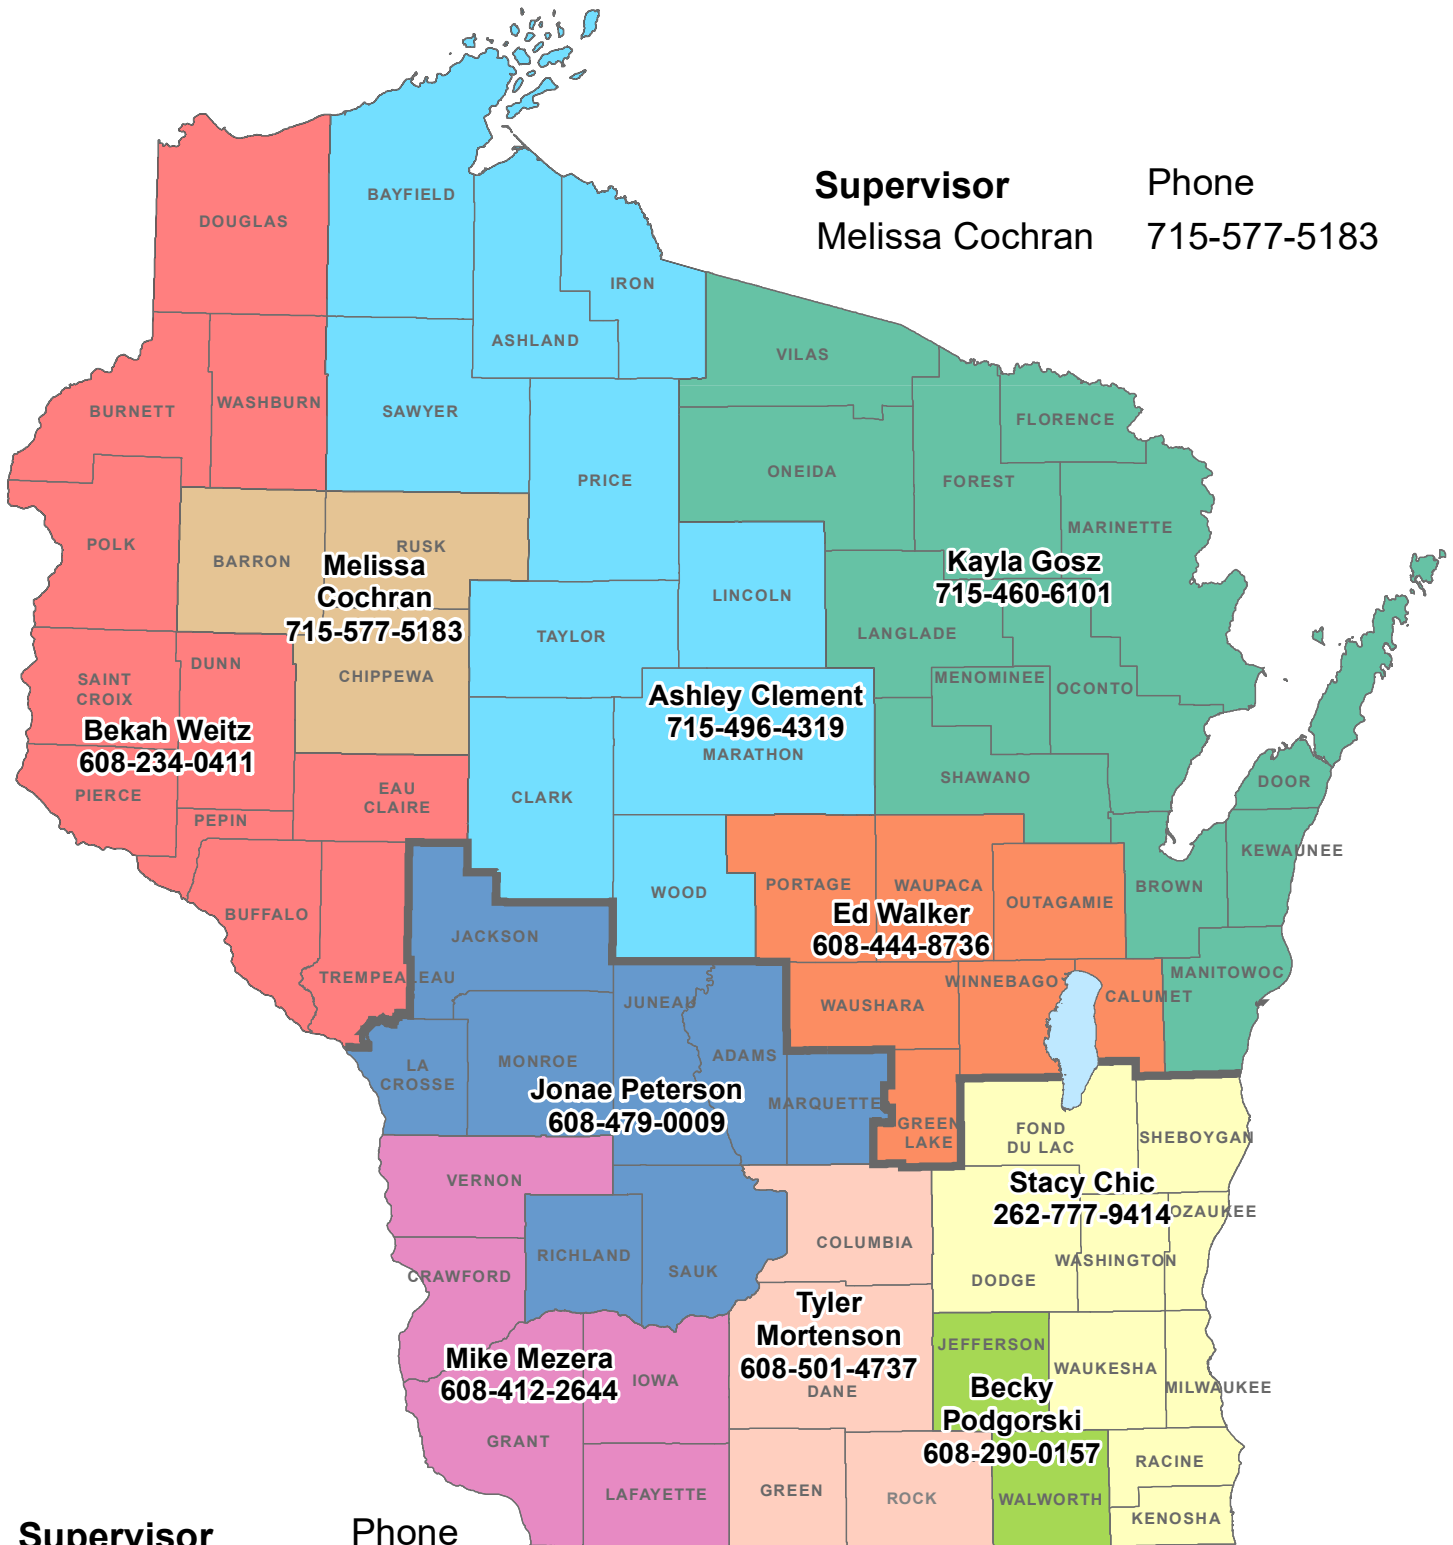 Supervisor Phone
Melissa Cochran 715-577-5183
BAYFIELD
DOUGLAS
IRON
ASHLAND
VILAS
BURNETT
WASHBURN
SAWYER
FLORENCE
PRICE
ONEIDA
FOREST
MARINETTE
POLK
BARRON
RUSK
Melissa
Cochran
715-577-5183
Kayla Gosz
715-460-6101
LINCOLN
TAYLOR
LANGLADE
SAINT
CROIX
DUNN
CHIPPEWA
MENOMINEE
OCONTO
Bekah Weitz
608-234-0411
Ashley Clement
715-496-4319
MARATHON
SHAWANO
DOOR
PIERCE
EAU
CLAIRE
CLARK
PEPIN
KEWAUNEE
BUFFALO
WOOD
PORTAGE
WAUPACA
OUTAGAMIE
BROWN
Ed Walker
608-444-8736
JACKSON
TREMPEALEAU
JUNEAU
WAUSHARA
WINNEBAGO
CALUMET
MANITOWOC
LA
CROSSE
MONROE
ADAMS
Jonae Peterson
608-479-0009
MARQUETTE
GREEN
LAKE
FOND
DU LAC
SHEBOYGAN
VERNON
Stacy Chic
262-777-9414
OZAUKEE
RICHLAND
SAUK
COLUMBIA
WASHINGTON
CRAWFORD
DODGE
Tyler
Mortenson
608-501-4737
DANE
JEFFERSON
WAUKESHA
MILWAUKEE
Mike Mezera
608-412-2644
IOWA
Becky
Podgorski
608-290-0157
GRANT
RACINE
LAFAYETTE
GREEN
ROCK
WALWORTH
KENOSHA
Supervisor Phone